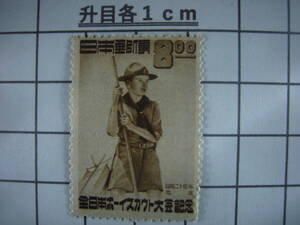 升目各1cm
日本郵便
8.00
昭和二十四年
全日本ボーイスカウト大会記念